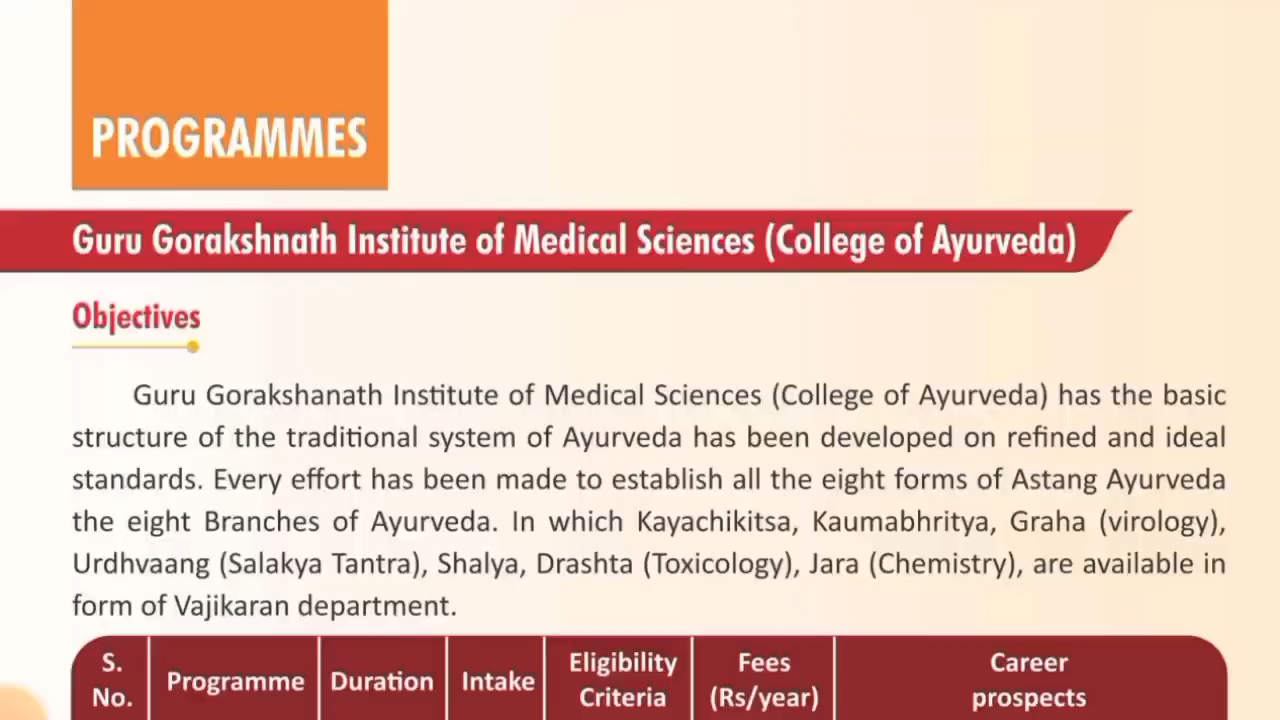 PROGRAMMES
Guru Gorakshnath Institute of Medical Sciences (College of Ayurveda)
Objectives
Guru Gorakshanath Institute of Medical Sciences (College of Ayurveda) has the basic
structure of the traditional system of Ayurveda has been developed on refined and ideal
standards. Every effort has been made to establish all the eight forms of Astang Ayurveda
the eight Branches of Ayurveda. In which Kayachikitsa, Kaumabhritya, Graha (virology),
Urdhvaang (Salakya Tantra), Shalya, Drashta (Toxicology), Jara (Chemistry), are available in
form of Vajikaran department.
S. No.
Programme
Duration
Intake
Eligibility Criteria
Fees (Rs/year)
Career prospects